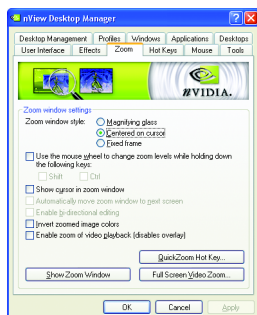 nView Desktop Manager
Desktop Management Profiles Windows Applications Desktops
User Interface Effects Zoom Hot Keys Mouse Tools
nVIDIA.
Zoom window settings
Zoom window style:
Magnifying glass
Centered on cursor
Fixed frame
Use the mouse wheel to change zoom levels while holding down
the following keys:
Shift Ctrl
Show cursor in zoom window
Automatically move zoom window to next screen
Enable bi-directional editing
Invert zoomed image colors
Enable zoom of video playback (disables overlay)
QuickZoom Hot Key...
Show Zoom Window Full Screen Video Zoom...
OK Cancel Apply